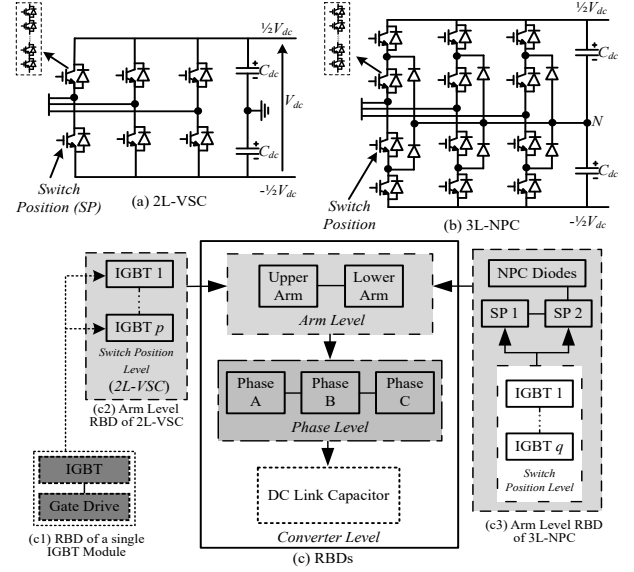 ½V_dc
½V_dc
C_dc
V_dc
C_dc
N
C_dc
C_dc
Switch
Position (SP)
(a) 2L-VSC
-½V_dc
Switch
Position
(b) 3L-NPC
-½V_dc
IGBT 1
IGBT p
Switch Position
Level
(2L-VSC)
(c2) Arm Level
RBD of 2L-VSC
IGBT
Gate Drive
(c1) RBD of a single
IGBT Module
Upper
Arm
Lower
Arm
Arm Level
Phase
A
Phase
B
Phase
C
Phase Level
DC Link Capacitor
Converter Level
(c) RBDs
NPC Diodes
SP 1
SP 2
IGBT 1
IGBT q
Switch
Position Level
(c3) Arm Level RBD
of 3L-NPC